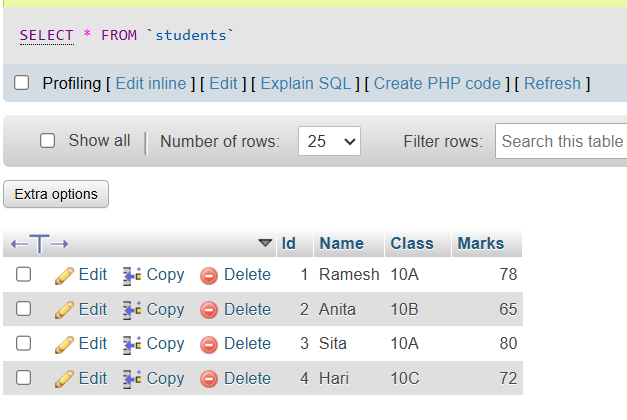 SELECT * FROM `students`
Profiling [ Edit inline ] [ Edit ] [ Explain SQL ] [ Create PHP code ] [ Refresh ]
Show all Number of rows: 25 Filter rows: Search this table
Extra options
Id Name Class Marks
Edit Copy Delete 1 Ramesh 10A 78
Edit Copy Delete 2 Anita 10B 65
Edit Copy Delete 3 Sita 10A 80
Edit Copy Delete 4 Hari 10C 72